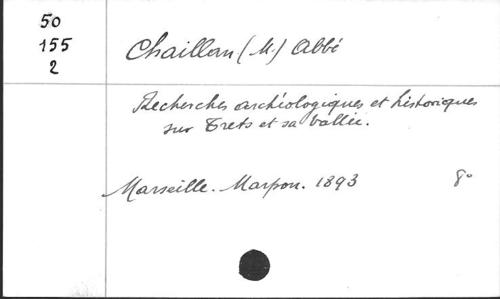 50
155
2
Chaillan (M.) Abbé
Recherches archéologiques et historiques
sur Trets et sa vallée.
Marseille. Marpon. 1893 8°